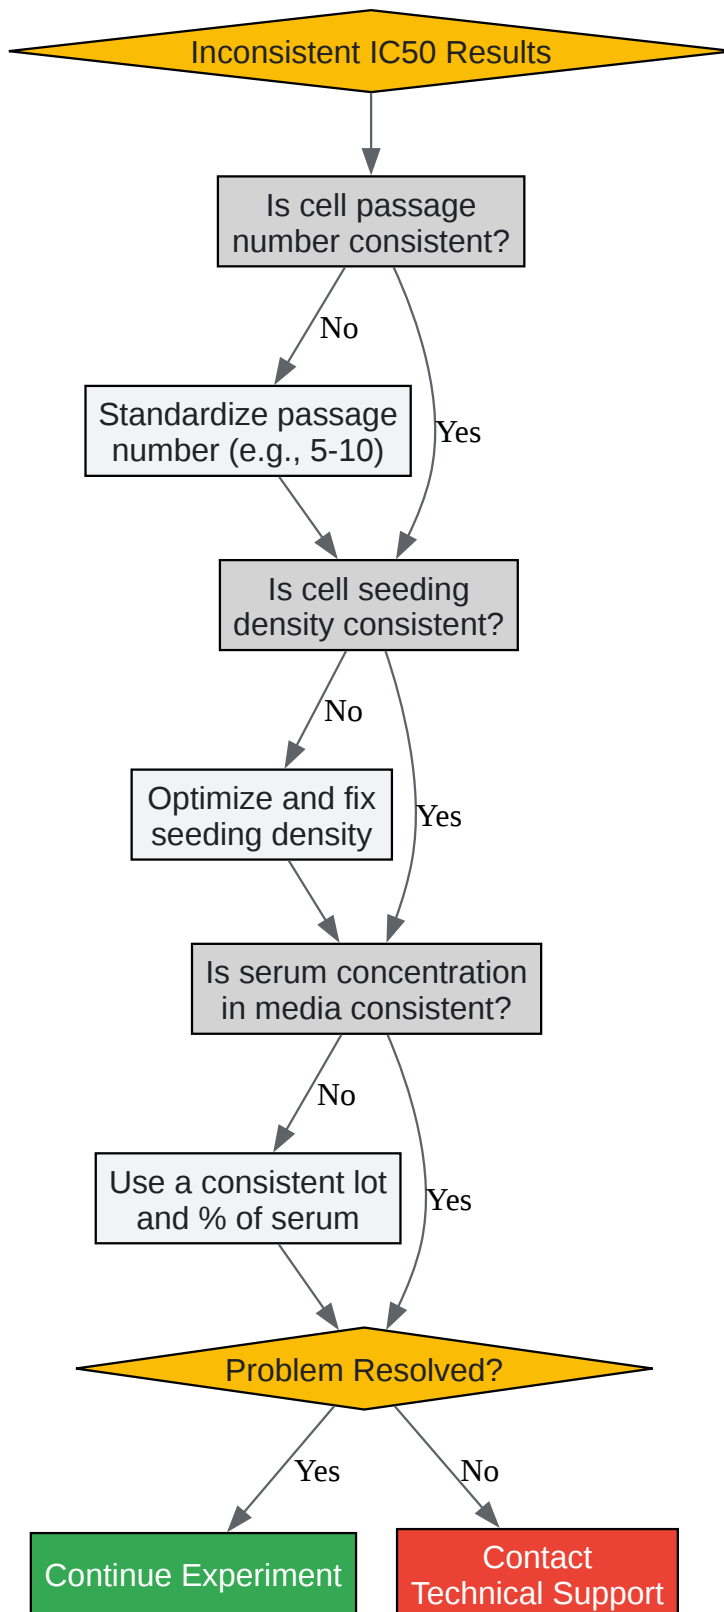 Inconsistent IC50 Results
Is cell passage
number consistent?
No
Standardize passage
number (e.g., 5-10)
Yes
Is cell seeding
density consistent?
No
Optimize and fix
seeding density
Yes
Is serum concentration
in media consistent?
No
Use a consistent lot
and % of serum
Yes
Problem Resolved?
Yes
No
Continue Experiment
Contact
Technical Support